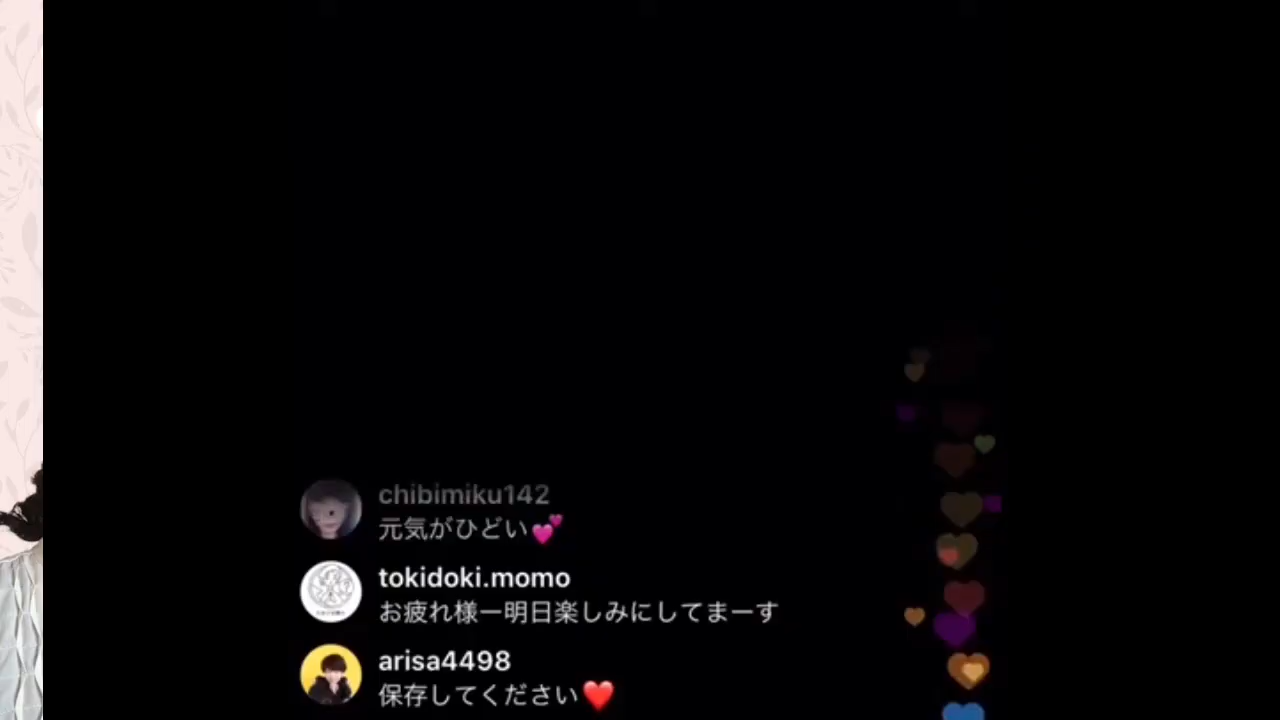 chibimiku142
元気がひどい💕
tokidoki.momo
お疲れ様ー明日楽しみにしてまーす
arisa4498
保存してください❤️